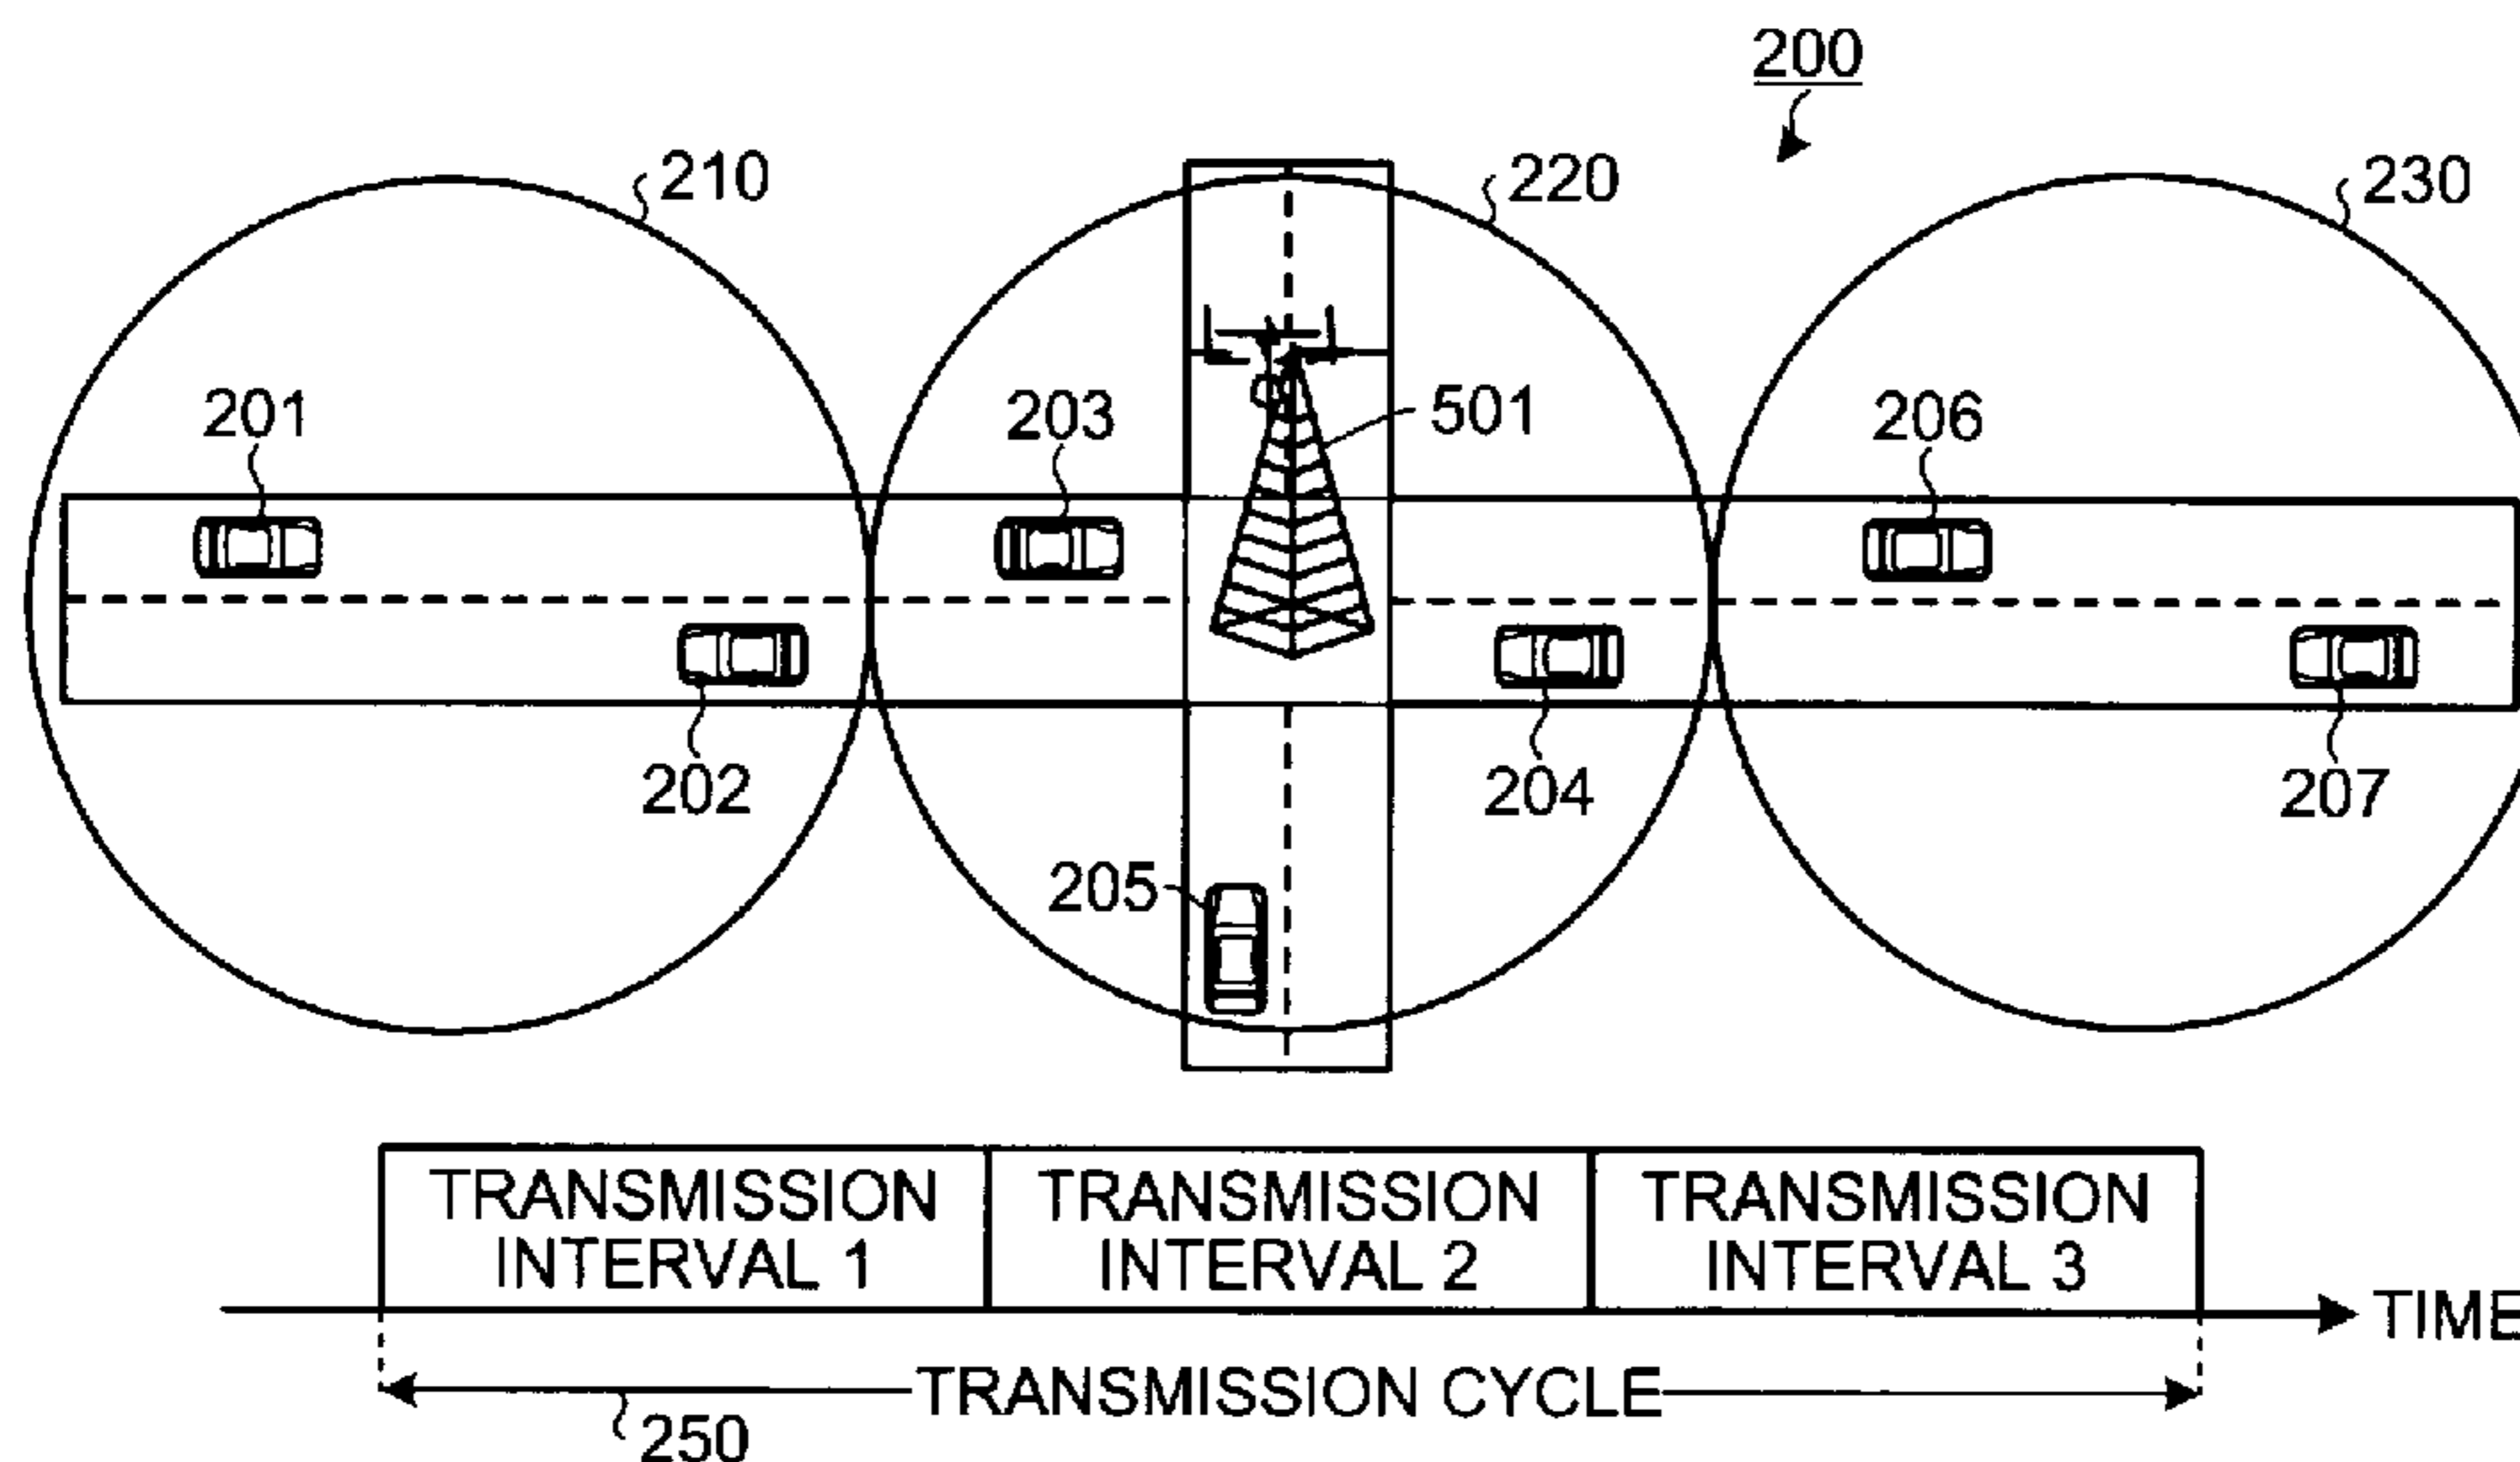 200
210
220
230
201
203
501
206
202
204
207
205
TRANSMISSION INTERVAL 1
TRANSMISSION INTERVAL 2
TRANSMISSION INTERVAL 3
TIME
TRANSMISSION CYCLE
250